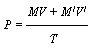 P = (MV + M'V') / T